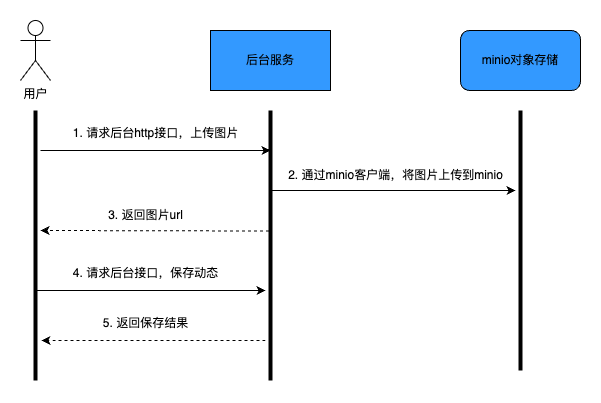 用户
后台服务
minio对象存储
1. 请求后台http接口，上传图片
2. 通过minio客户端，将图片上传到minio
3. 返回图片url
4. 请求后台接口，保存动态
5. 返回保存结果